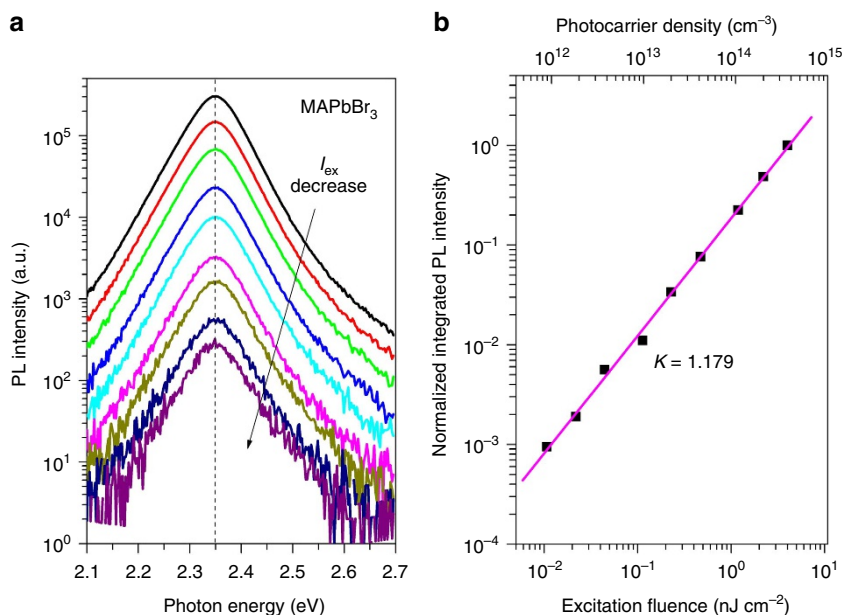 a
MAPbBr₃
I_ex
decrease
PL intensity (a.u.)
10⁵
10⁴
10³
10²
10¹
10⁰
2.1 2.2 2.3 2.4 2.5 2.6 2.7
Photon energy (eV)
b
Photocarrier density (cm⁻³)
10¹² 10¹³ 10¹⁴ 10¹⁵
Normalized integrated PL intensity
10⁰
10⁻¹
10⁻²
10⁻³
10⁻⁴
K = 1.179
10⁻² 10⁻¹ 10⁰ 10¹
Excitation fluence (nJ cm⁻²)